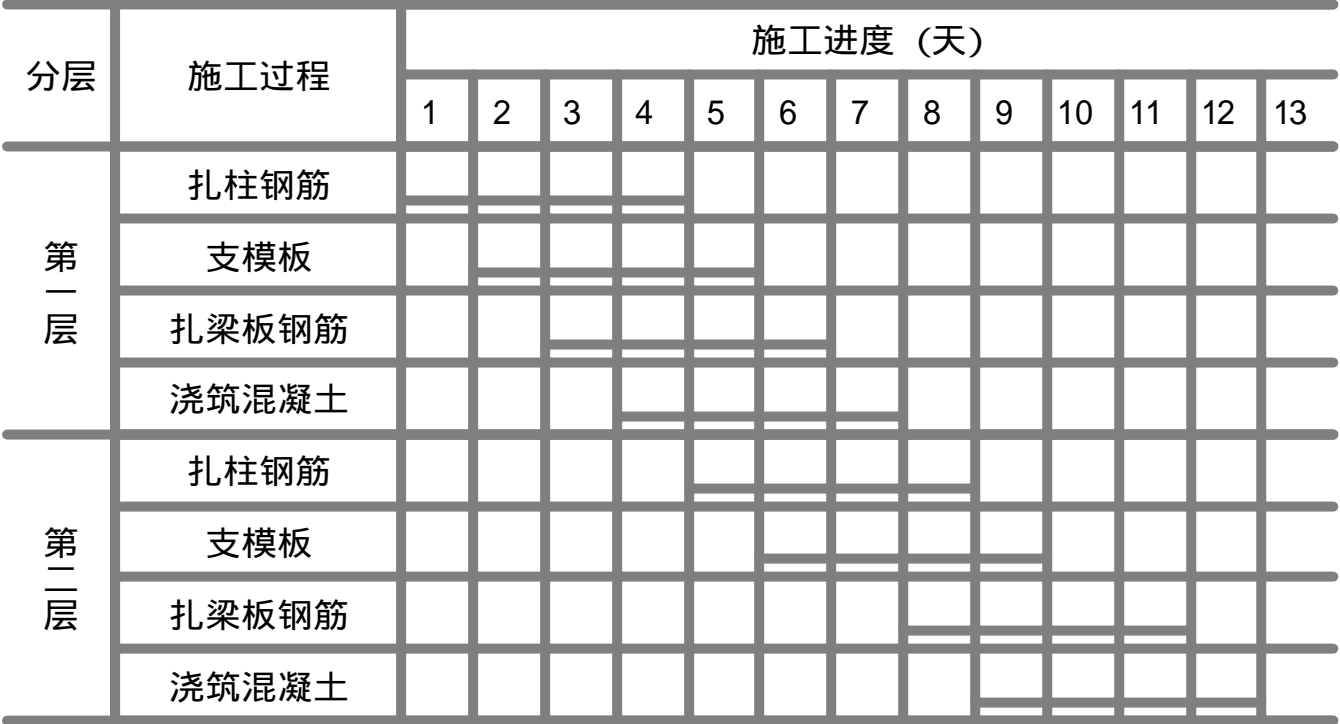 施工进度（天）
分层 施工过程
1 2 3 4 5 6 7 8 9 10 11 12 13
第一层
扎柱钢筋
支模板
扎梁板钢筋
浇筑混凝土
第二层
扎柱钢筋
支模板
扎梁板钢筋
浇筑混凝土